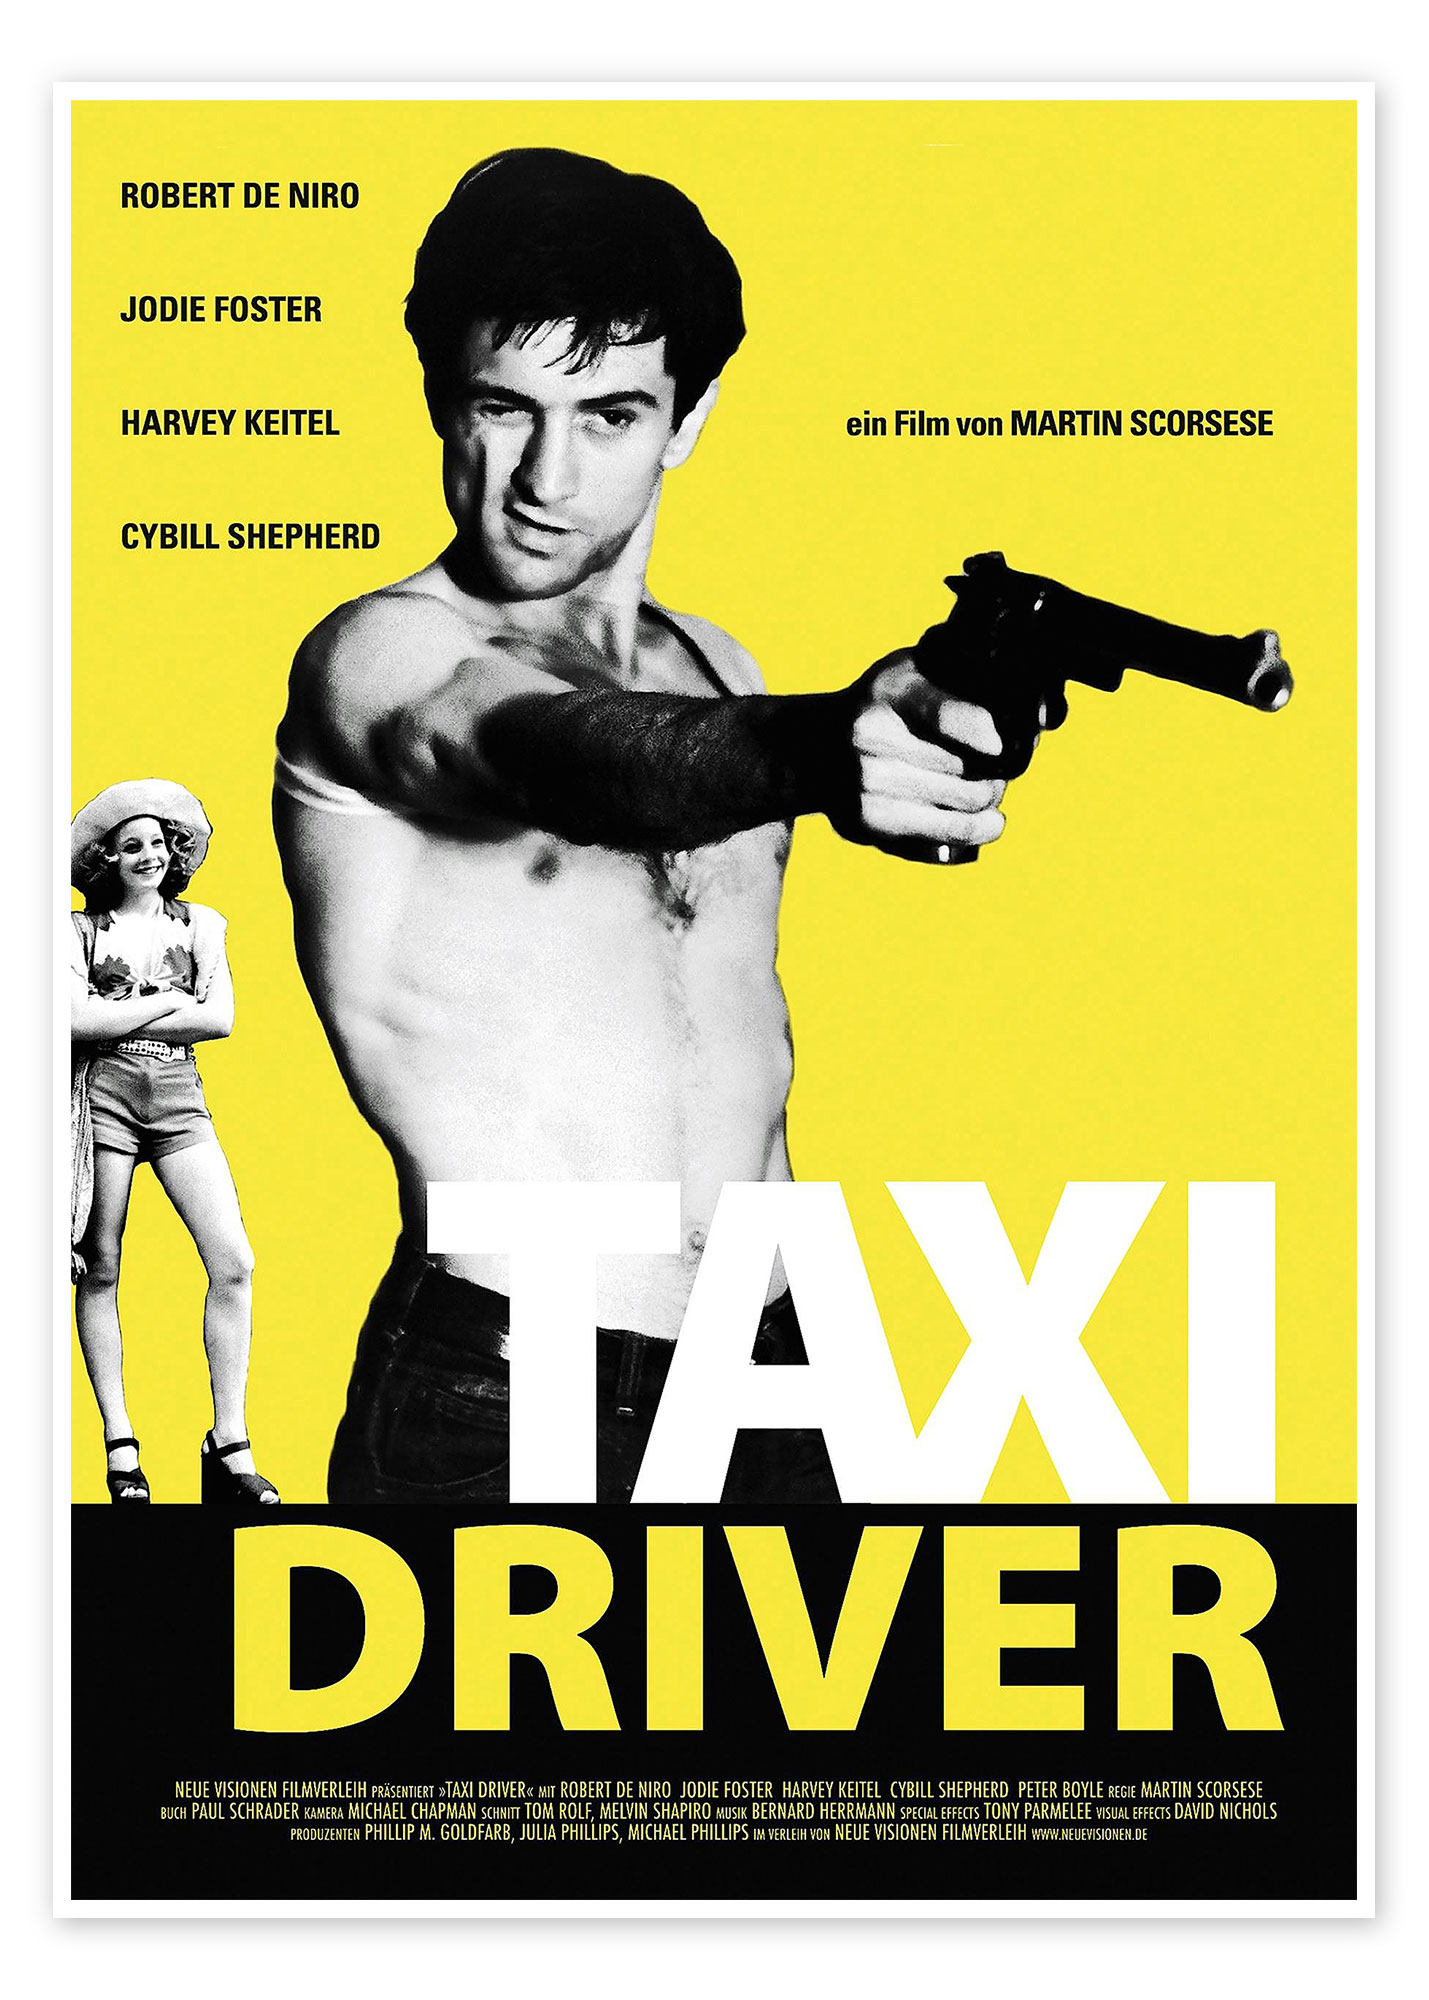 ROBERT DE NIRO
JODIE FOSTER
HARVEY KEITEL
ein Film von MARTIN SCORSESE
CYBILL SHEPHERD
TAXI
DRIVER
NEUE VISIONEN FILMVERLEIH PRÄSENTIERT »TAXI DRIVER« MIT ROBERT DE NIRO JODIE FOSTER HARVEY KEITEL CYBILL SHEPHERD PETER BOYLE REGIE MARTIN SCORSESE
BUCH PAUL SCHRADER KAMERA MICHAEL CHAPMAN SCHNITT TOM ROLF, MELVIN SHAPIRO MUSIK BERNARD HERRMANN SPECIAL EFFECTS TONY PARMELEE VISUAL EFFECTS DAVID NICHOLS
PRODUZENTEN PHILLIP M. GOLDFARB, JULIA PHILLIPS, MICHAEL PHILLIPS IM VERLEIH VON NEUE VISIONEN FILMVERLEIH WWW.NEUEVISIONEN.DE